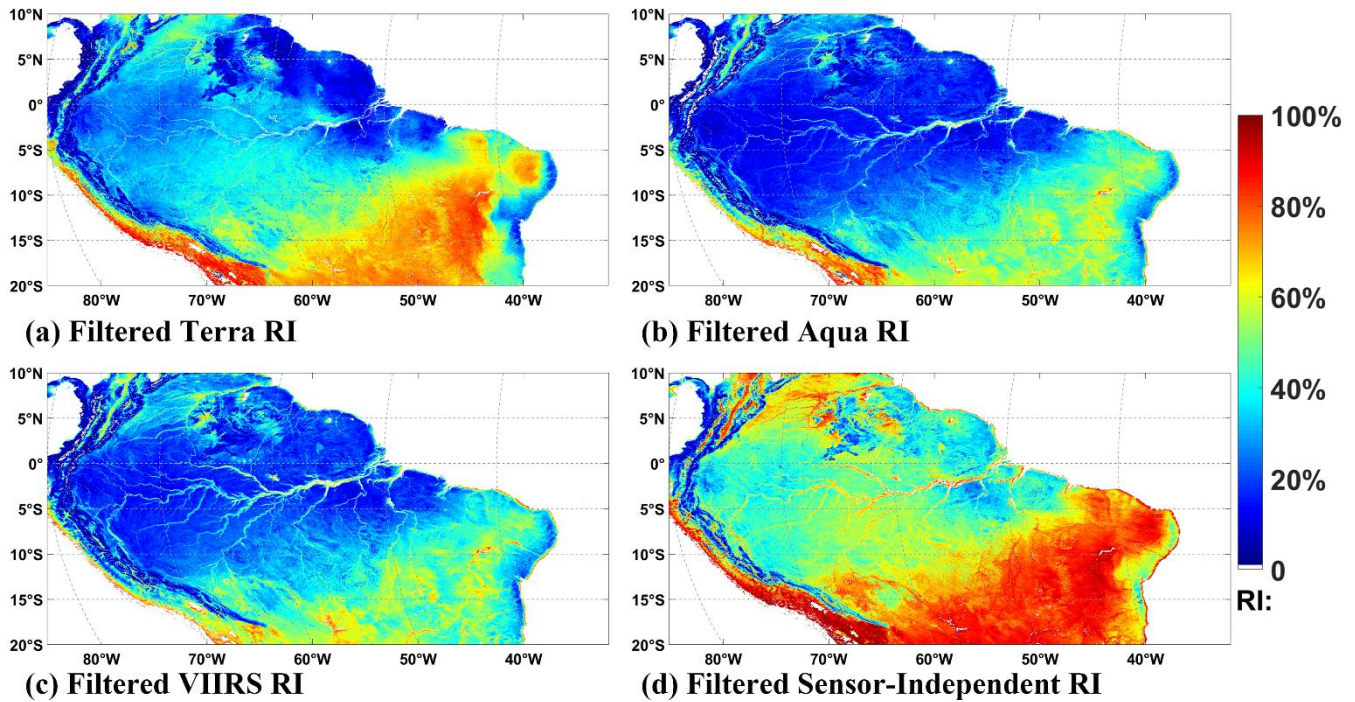 10°N
5°N
0°
5°S
10°S
15°S
20°S
80°W 70°W 60°W 50°W 40°W
(a) Filtered Terra RI
10°N
5°N
0°
5°S
10°S
15°S
20°S
80°W 70°W 60°W 50°W 40°W
(b) Filtered Aqua RI
10°N
5°N
0°
5°S
10°S
15°S
20°S
80°W 70°W 60°W 50°W 40°W
(c) Filtered VIIRS RI
10°N
5°N
0°
5°S
10°S
15°S
20°S
80°W 70°W 60°W 50°W 40°W
(d) Filtered Sensor-Independent RI
100%
80%
60%
40%
20%
0
RI: